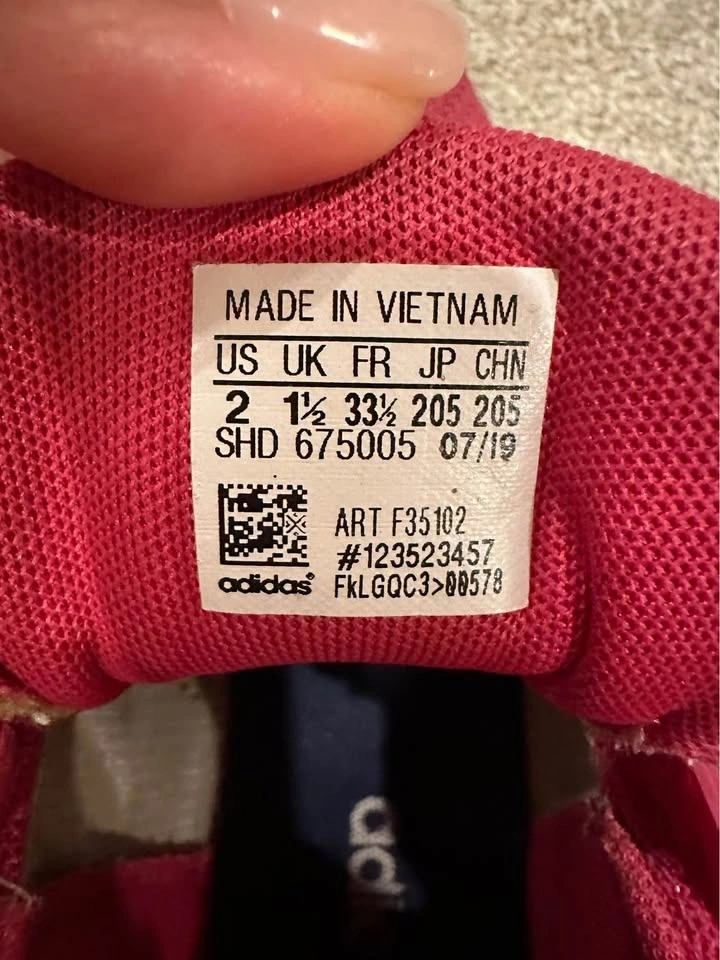 MADE IN VIETNAM
US UK FR JP CHN
2 1½ 33½ 205 205
SHD 675005 07/19
ART F35102
#123523457
adidas® FkLGQC3>00578
adi